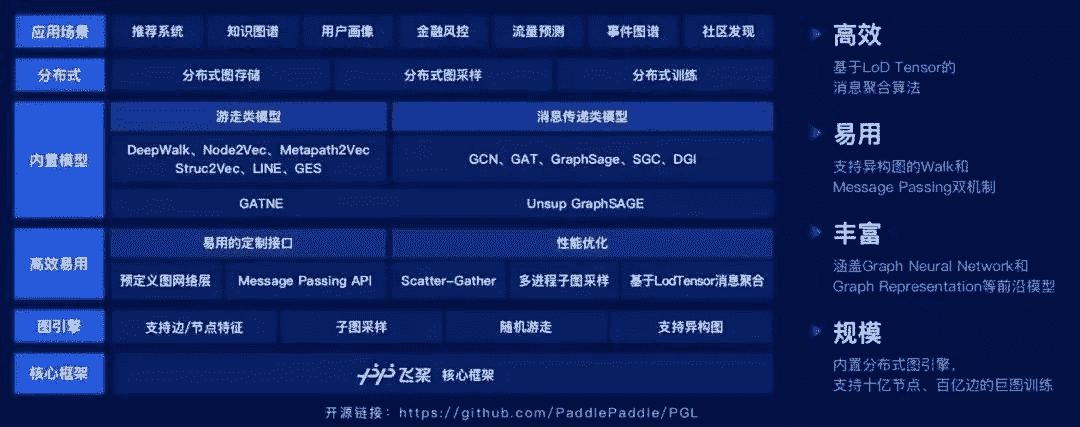 应用场景
推荐系统
知识图谱
用户画像
金融风控
流量预测
事件图谱
社区发现
分布式
分布式图存储
分布式图采样
分布式训练
内置模型
游走类模型
消息传递类模型
DeepWalk、Node2Vec、Metapath2Vec
Struc2Vec、LINE、GES
GCN、GAT、GraphSage、SGC、DGI
GATNE
Unsup GraphSAGE
高效易用
易用的定制接口
性能优化
预定义图网络层
Message Passing API
Scatter-Gather
多进程子图采样
基于LodTensor消息聚合
图引擎
支持边/节点特征
子图采样
随机游走
支持异构图
核心框架
飞桨 核心框架
开源链接：https://github.com/PaddlePaddle/PGL
高效
基于LoD Tensor的
消息聚合算法
易用
支持异构图的Walk和
Message Passing双机制
丰富
涵盖Graph Neural Network和
Graph Representation等前沿模型
规模
内置分布式图引擎，
支持十亿节点、百亿边的巨图训练